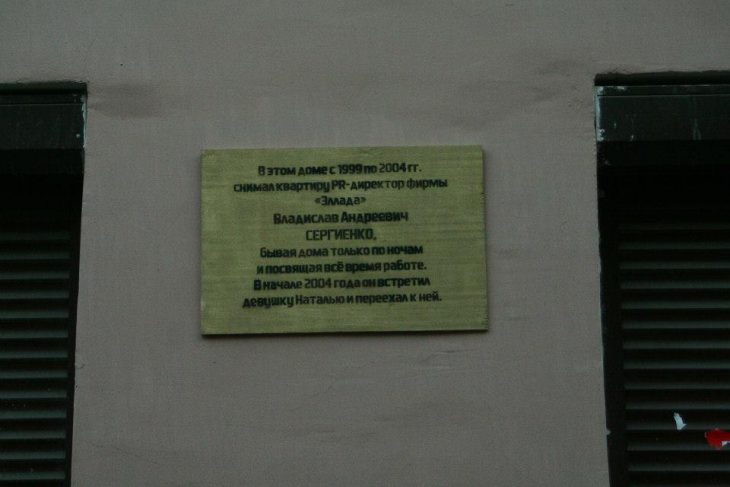 В этом доме с 1999 по 2004 гг.
снимал квартиру PR-директор фирмы
«Эллада»
Владислав Андреевич
СЕРГИЕНКО,
бывая дома только по ночам
и посвящая всё время работе.
В начале 2004 года он встретил
девушку Наталью и переехал к ней.